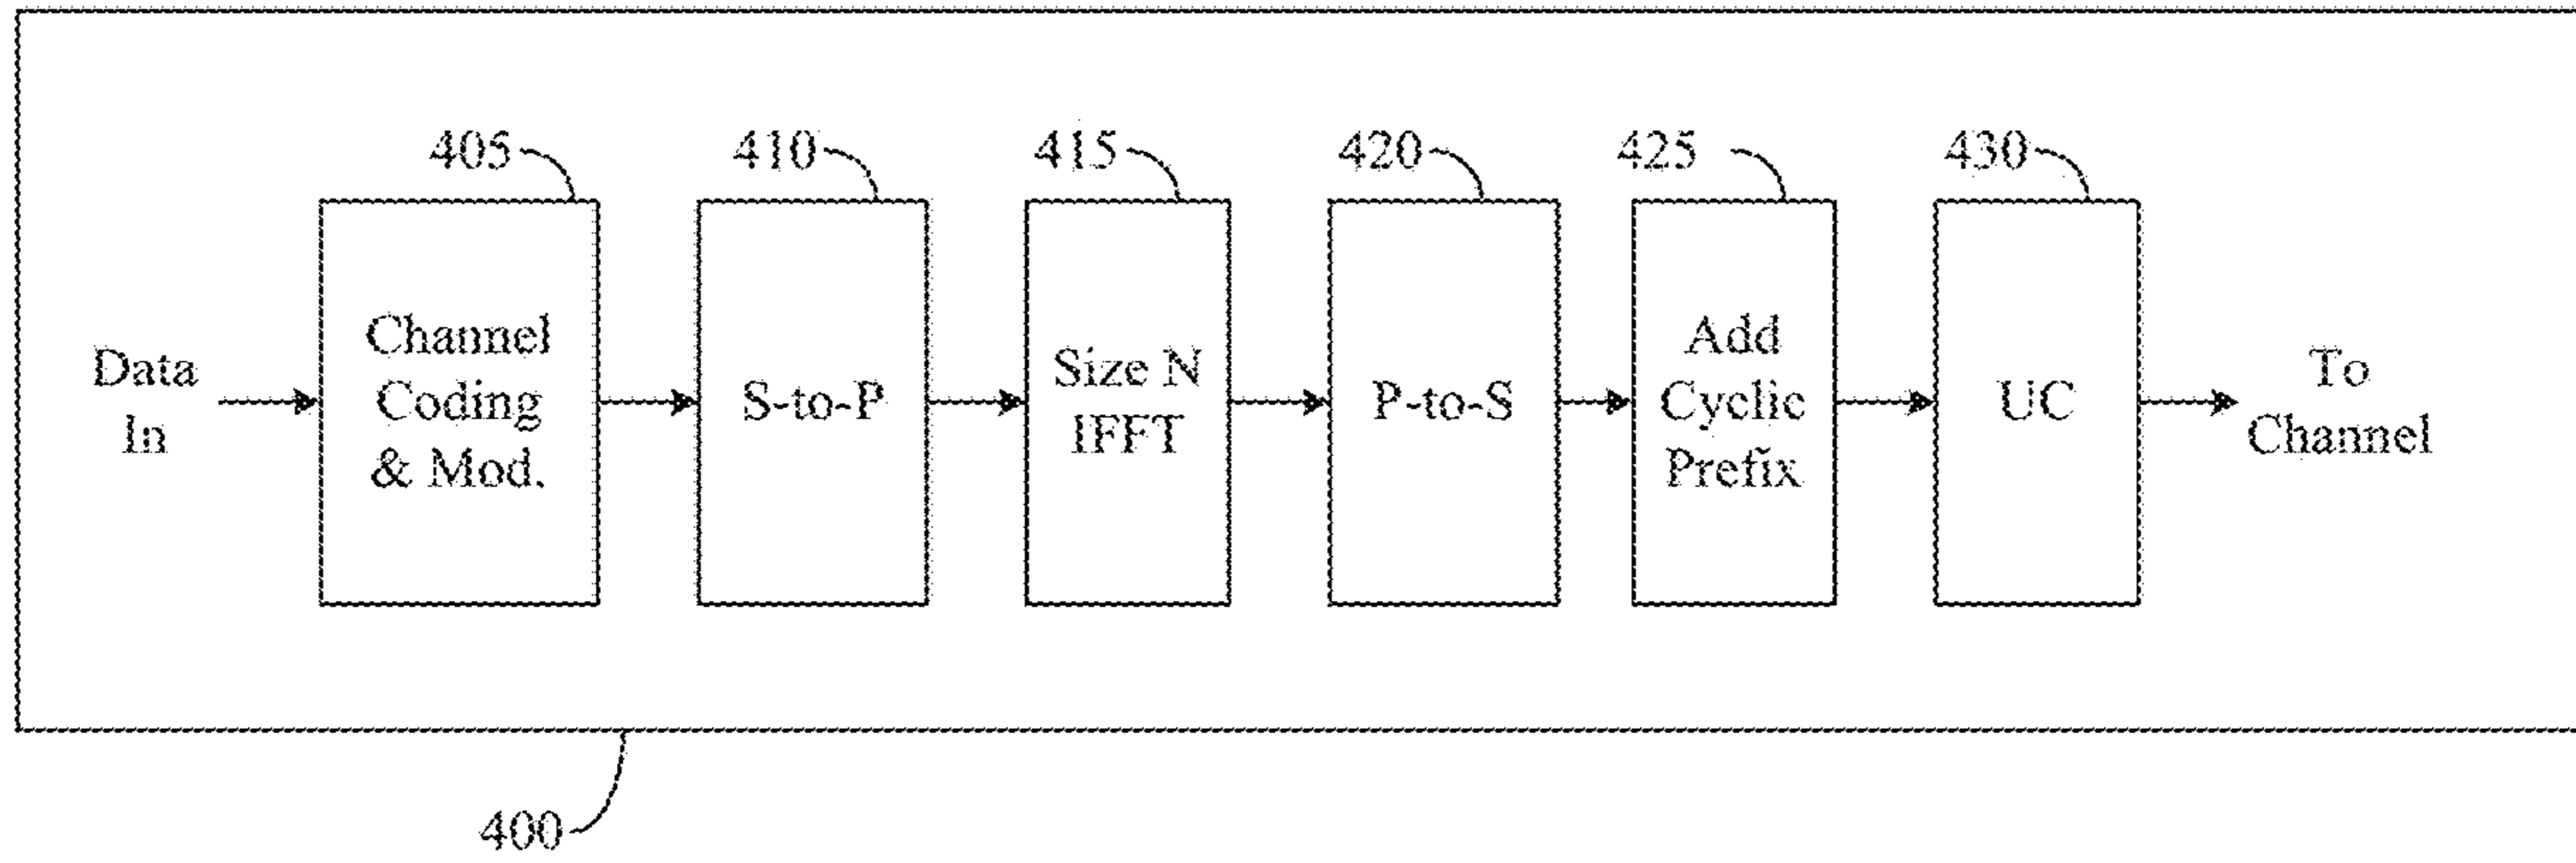 405
410
415
420
425
430
Data
In
Channel
Coding
& Mod.
S-to-P
Size N
IFFT
P-to-S
Add
Cyclic
Prefix
UC
To
Channel
400